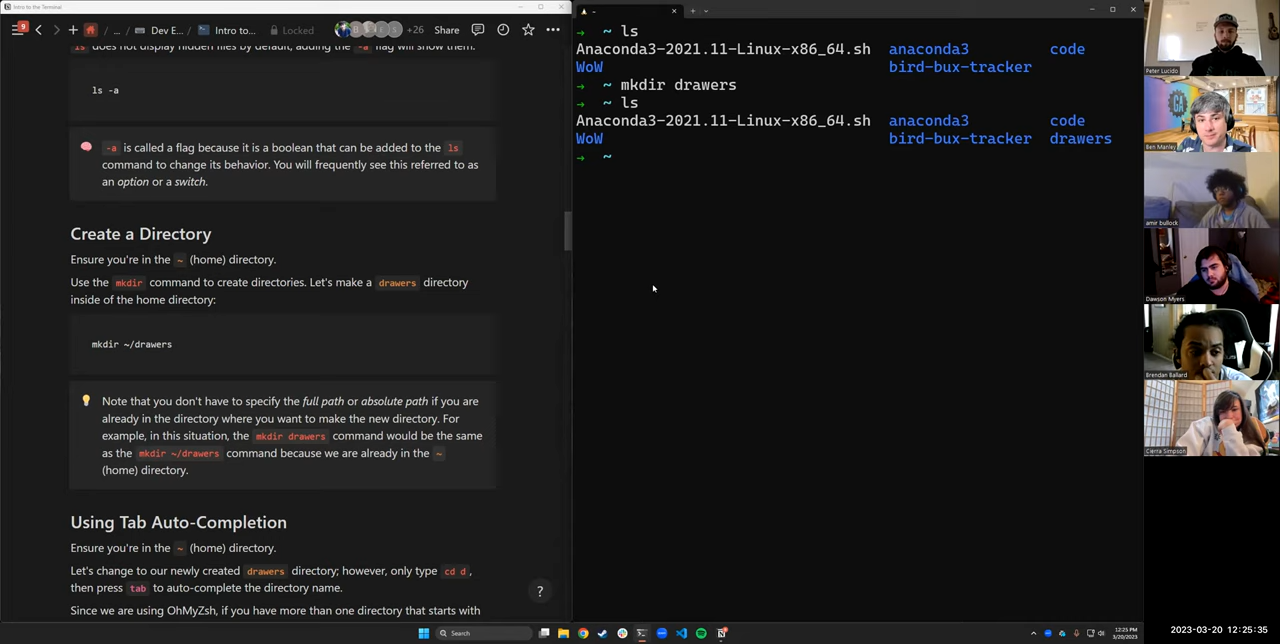 Intro to the Terminal
9
...
Dev E...
Intro to...
Locked
B
+26
Share
ls does not display hidden files by default, adding the -a flag will show them.
ls -a
-a is called a flag because it is a boolean that can be added to the ls
command to change its behavior. You will frequently see this referred to as
an option or a switch.
Create a Directory
Ensure you're in the ~ (home) directory.
Use the mkdir command to create directories. Let's make a drawers directory
inside of the home directory:
mkdir ~/drawers
Note that you don't have to specify the full path or absolute path if you are
already in the directory where you want to make the new directory. For
example, in this situation, the mkdir drawers command would be the same
as the mkdir ~/drawers command because we are already in the ~
(home) directory.
Using Tab Auto-Completion
Ensure you're in the ~ (home) directory.
Let's change to our newly created drawers directory; however, only type cd d ,
then press tab to auto-complete the directory name.
Since we are using OhMyZsh, if you have more than one directory that starts with
?
~
→ ~ ls
Anaconda3-2021.11-Linux-x86_64.sh anaconda3 code
WoW bird-bux-tracker
→ ~ mkdir drawers
→ ~ ls
Anaconda3-2021.11-Linux-x86_64.sh anaconda3 code
WoW bird-bux-tracker drawers
→ ~
Peter Lucido
GA
Ben Manley
amir bullock
Dawson Myers
Brendan Ballard
Cierra Simpson
Search
12:25 PM
3/20/2023
2023-03-20 12:25:35